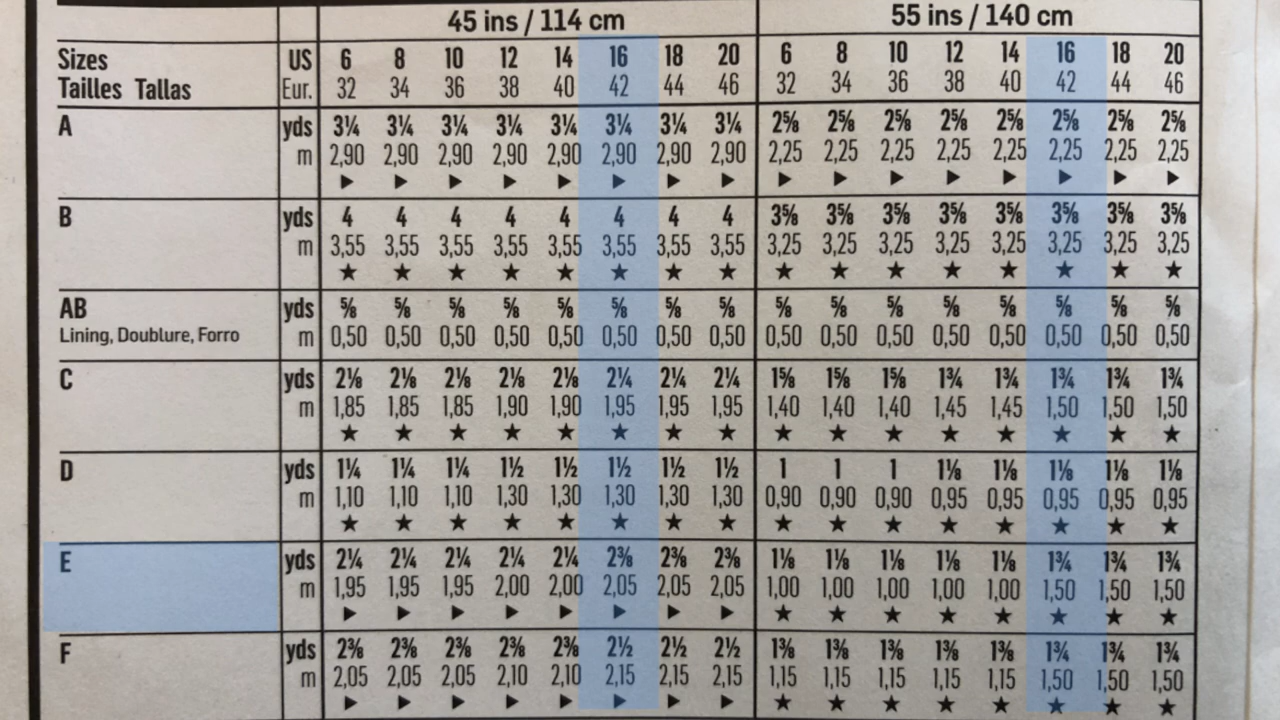 45 ins / 114 cm 55 ins / 140 cm
Sizes US 6 8 10 12 14 16 18 20 6 8 10 12 14 16 18 20
Tailles Tallas Eur. 32 34 36 38 40 42 44 46 32 34 36 38 40 42 44 46
A yds 3¼ 3¼ 3¼ 3¼ 3¼ 3¼ 3¼ 3¼ 2⅝ 2⅝ 2⅝ 2⅝ 2⅝ 2⅝ 2⅝ 2⅝
m 2,90 2,90 2,90 2,90 2,90 2,90 2,90 2,90 2,25 2,25 2,25 2,25 2,25 2,25 2,25 2,25
▶ ▶ ▶ ▶ ▶ ▶ ▶ ▶ ▶ ▶ ▶ ▶ ▶ ▶ ▶ ▶
B yds 4 4 4 4 4 4 4 4 3⅝ 3⅝ 3⅝ 3⅝ 3⅝ 3⅝ 3⅝ 3⅝
m 3,55 3,55 3,55 3,55 3,55 3,55 3,55 3,55 3,25 3,25 3,25 3,25 3,25 3,25 3,25 3,25
★ ★ ★ ★ ★ ★ ★ ★ ★ ★ ★ ★ ★ ★ ★ ★
AB yds ⅝ ⅝ ⅝ ⅝ ⅝ ⅝ ⅝ ⅝ ⅝ ⅝ ⅝ ⅝ ⅝ ⅝ ⅝ ⅝
Lining, Doublure, Forro m 0,50 0,50 0,50 0,50 0,50 0,50 0,50 0,50 0,50 0,50 0,50 0,50 0,50 0,50 0,50 0,50
C yds 2⅛ 2⅛ 2⅛ 2⅛ 2⅛ 2¼ 2¼ 2¼ 1⅝ 1⅝ 1⅝ 1¾ 1¾ 1¾ 1¾ 1¾
m 1,85 1,85 1,85 1,90 1,90 1,95 1,95 1,95 1,40 1,40 1,40 1,45 1,45 1,50 1,50 1,50
★ ★ ★ ★ ★ ★ ★ ★ ★ ★ ★ ★ ★ ★ ★ ★
D yds 1¼ 1¼ 1¼ 1½ 1½ 1½ 1½ 1½ 1 1 1 1⅛ 1⅛ 1⅛ 1⅛ 1⅛
m 1,10 1,10 1,10 1,30 1,30 1,30 1,30 1,30 0,90 0,90 0,90 0,95 0,95 0,95 0,95 0,95
★ ★ ★ ★ ★ ★ ★ ★ ★ ★ ★ ★ ★ ★ ★ ★
E yds 2¼ 2¼ 2¼ 2¼ 2¼ 2⅜ 2⅜ 2⅜ 1⅛ 1⅛ 1⅛ 1⅛ 1⅛ 1¾ 1¾ 1¾
m 1,95 1,95 1,95 2,00 2,00 2,05 2,05 2,05 1,00 1,00 1,00 1,00 1,00 1,50 1,50 1,50
▶ ▶ ▶ ▶ ▶ ▶ ▶ ▶ ★ ★ ★ ★ ★ ★ ★ ★
F yds 2⅜ 2⅜ 2⅜ 2⅜ 2⅜ 2½ 2½ 2½ 1⅜ 1⅜ 1⅜ 1⅜ 1⅜ 1¾ 1¾ 1¾
m 2,05 2,05 2,05 2,10 2,10 2,15 2,15 2,15 1,15 1,15 1,15 1,15 1,15 1,50 1,50 1,50
▶ ▶ ▶ ▶ ▶ ▶ ▶ ▶ ★ ★ ★ ★ ★ ★ ★ ★